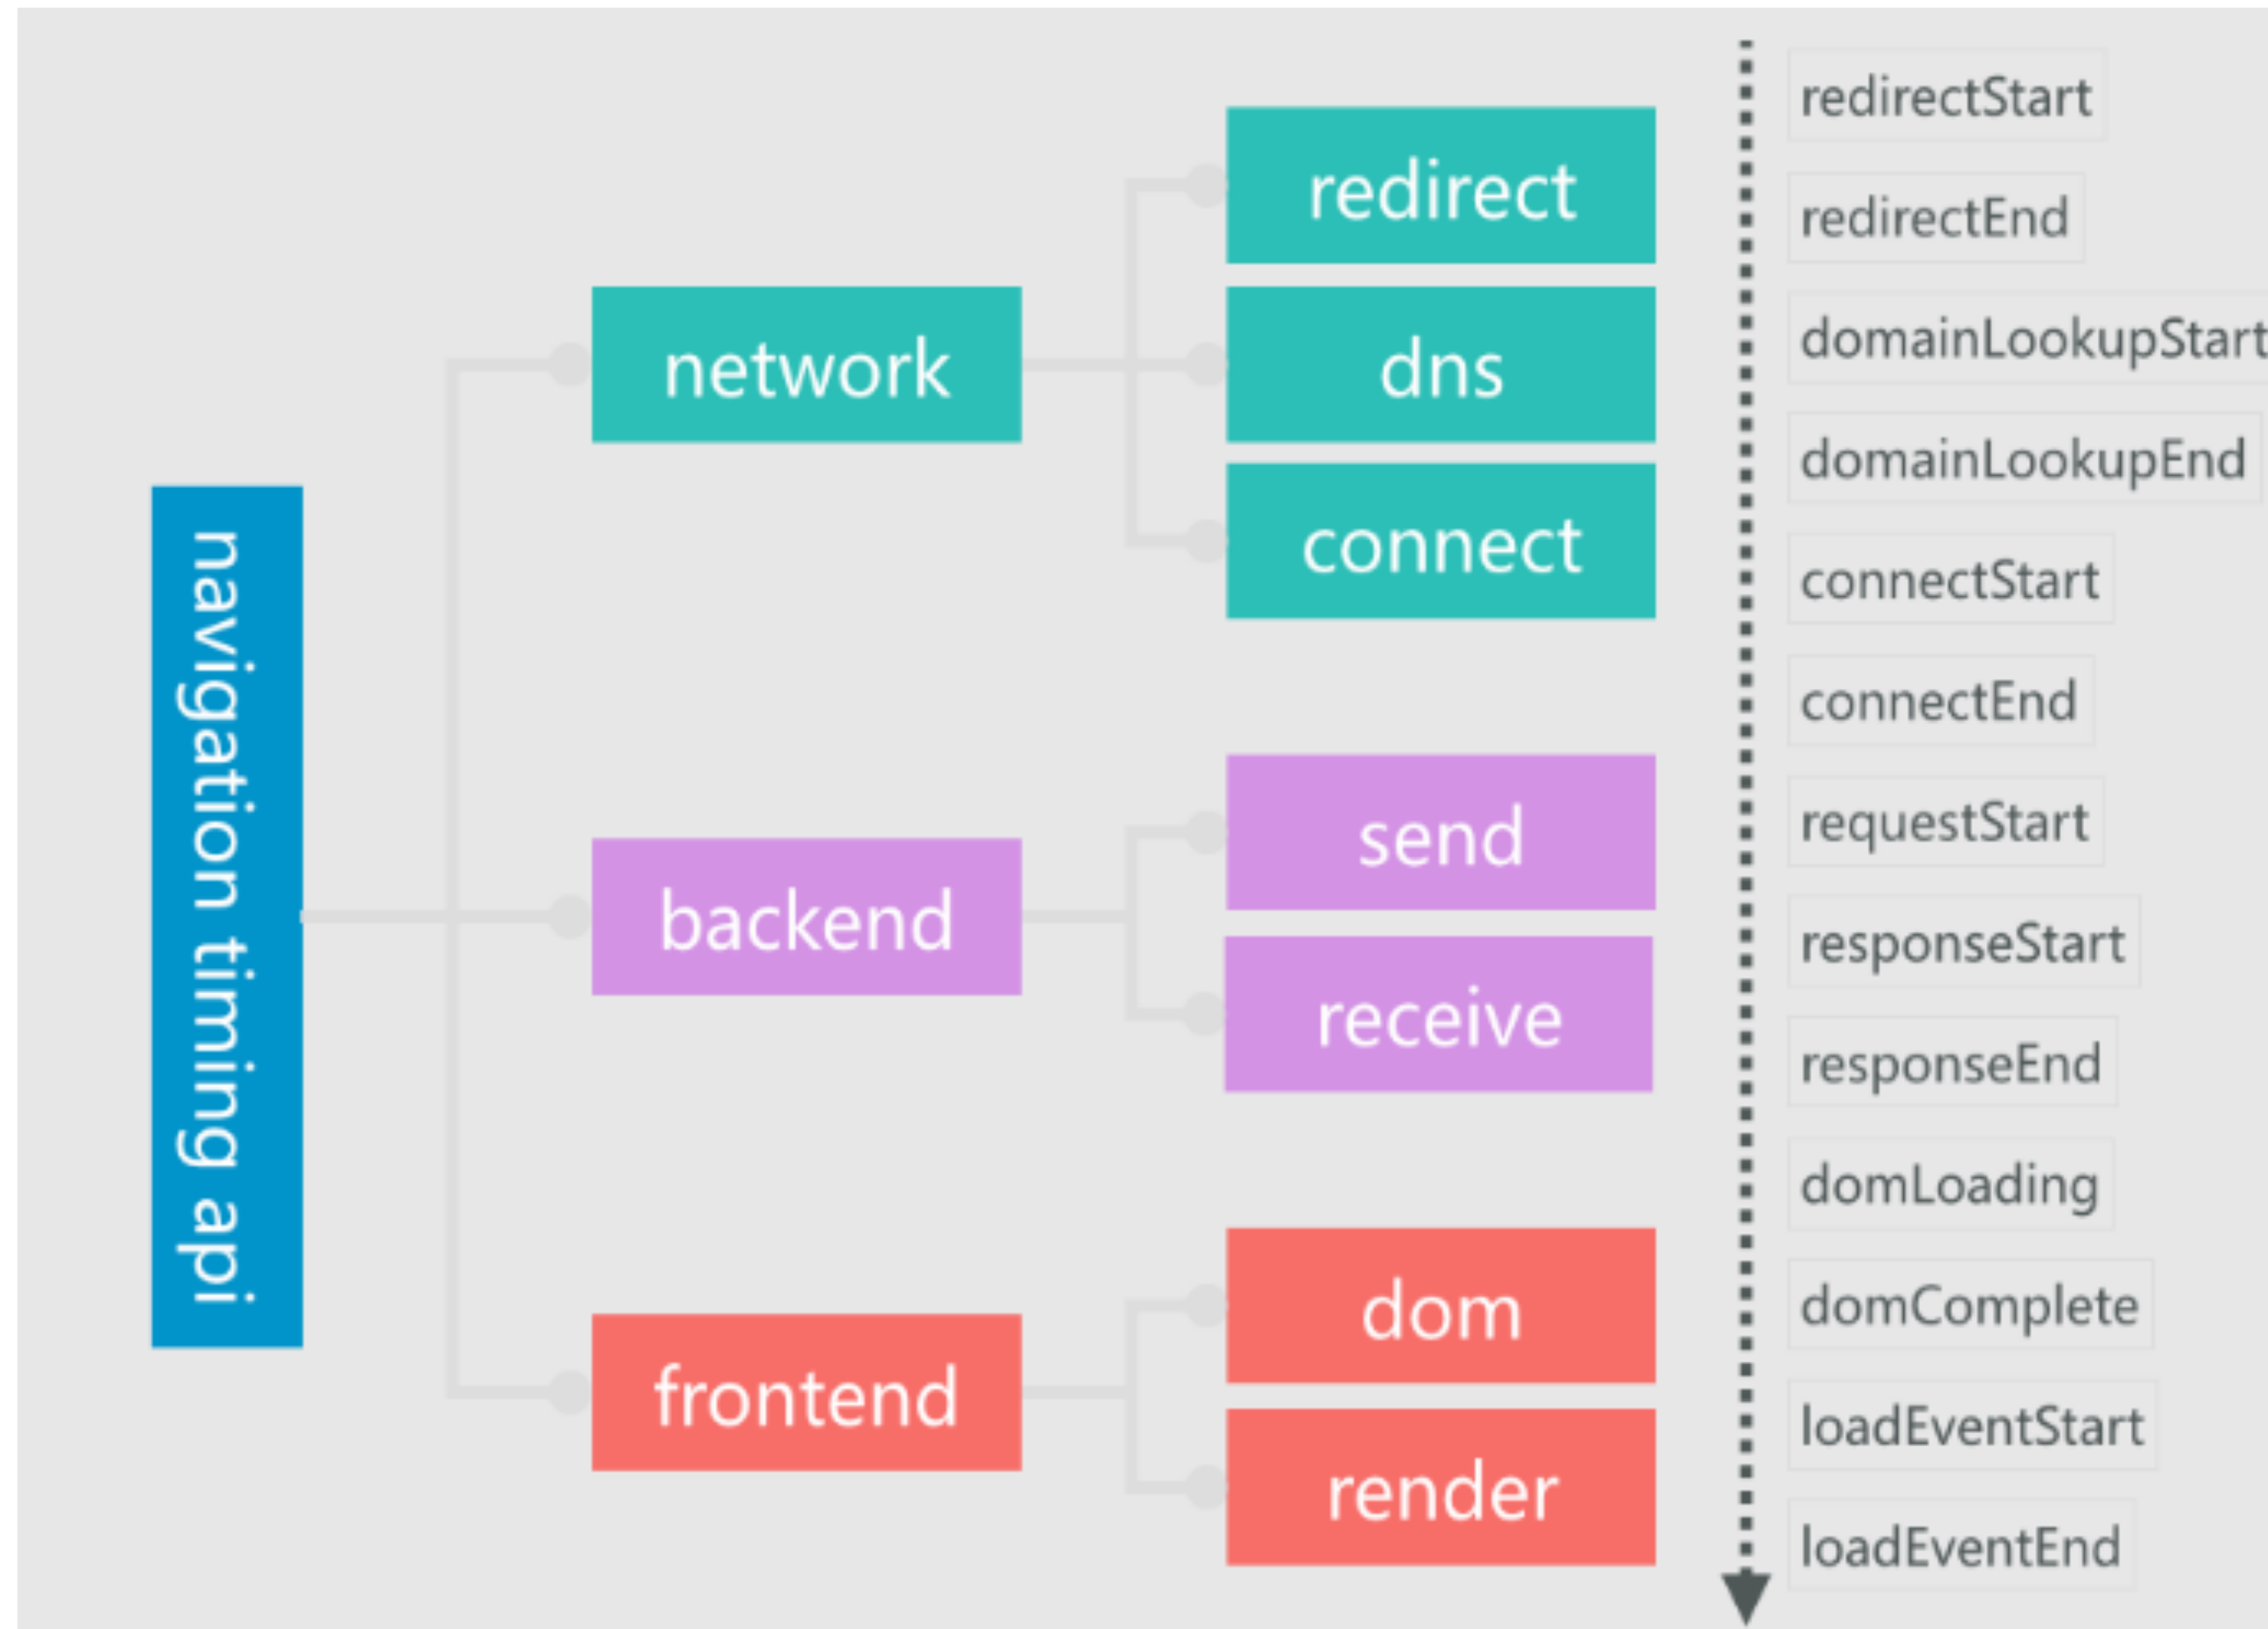 navigation timing api
network
redirect
dns
connect
backend
send
receive
frontend
dom
render
redirectStart
redirectEnd
domainLookupStart
domainLookupEnd
connectStart
connectEnd
requestStart
responseStart
responseEnd
domLoading
domComplete
loadEventStart
loadEventEnd